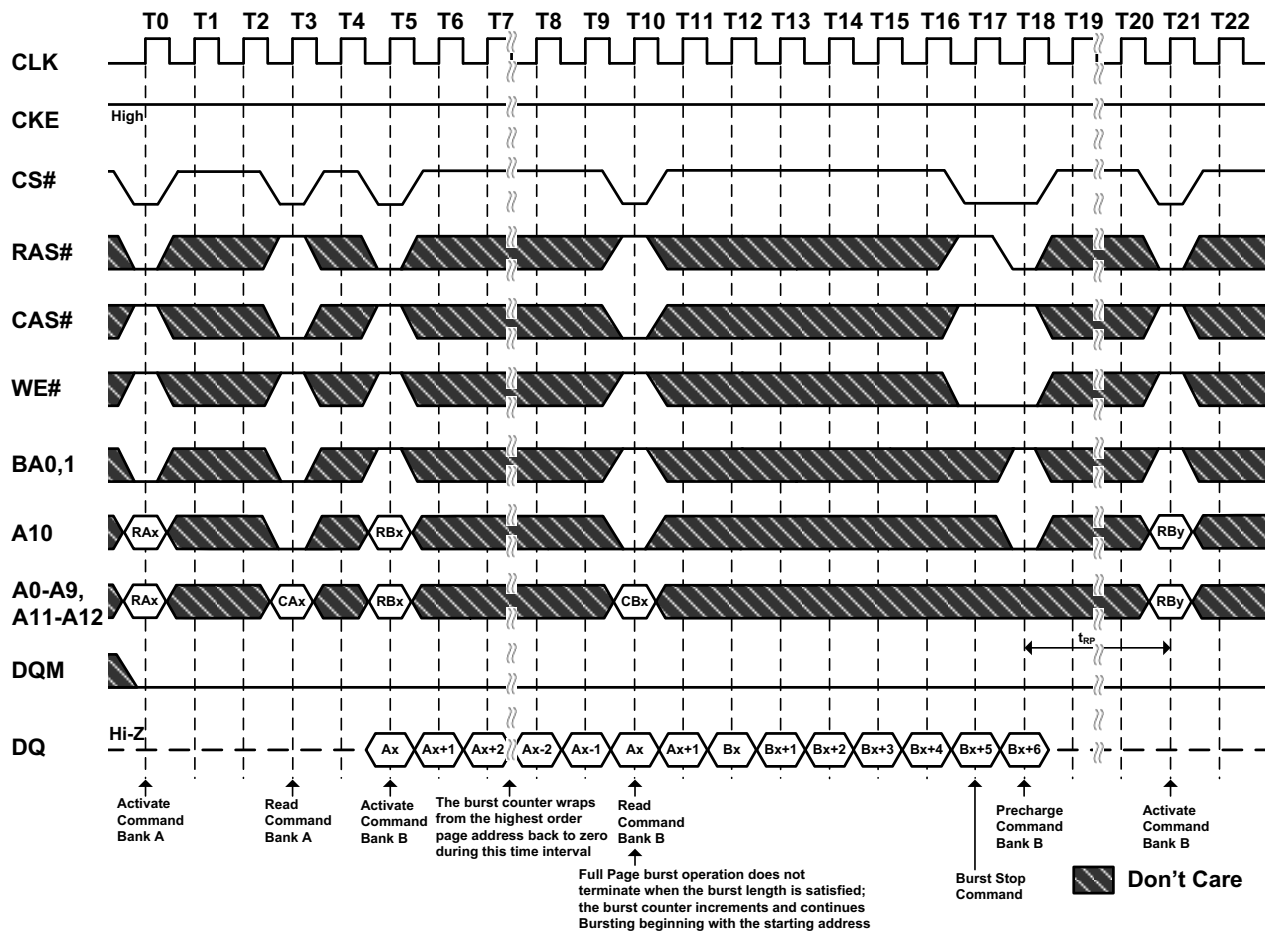 T0 T1 T2 T3 T4 T5 T6 T7 T8 T9 T10 T11 T12 T13 T14 T15 T16 T17 T18 T19 T20 T21 T22
CLK
CKE High
CS#
RAS#
CAS#
WE#
BA0,1
A10 RAx RBx RBy
A0-A9,
A11-A12 RAx CAx RBx CBx RBy
tRP
DQM
DQ Hi-Z Ax Ax+1 Ax+2 Ax-2 Ax-1 Ax Ax+1 Bx Bx+1 Bx+2 Bx+3 Bx+4 Bx+5 Bx+6
Activate
Command
Bank A
Read
Command
Bank A
Activate
Command
Bank B
The burst counter wraps
from the highest order
page address back to zero
during this time interval
Read
Command
Bank B
Full Page burst operation does not
terminate when the burst length is satisfied;
the burst counter increments and continues
Bursting beginning with the starting address
Burst Stop
Command
Precharge
Command
Bank B
Activate
Command
Bank B
Don't Care